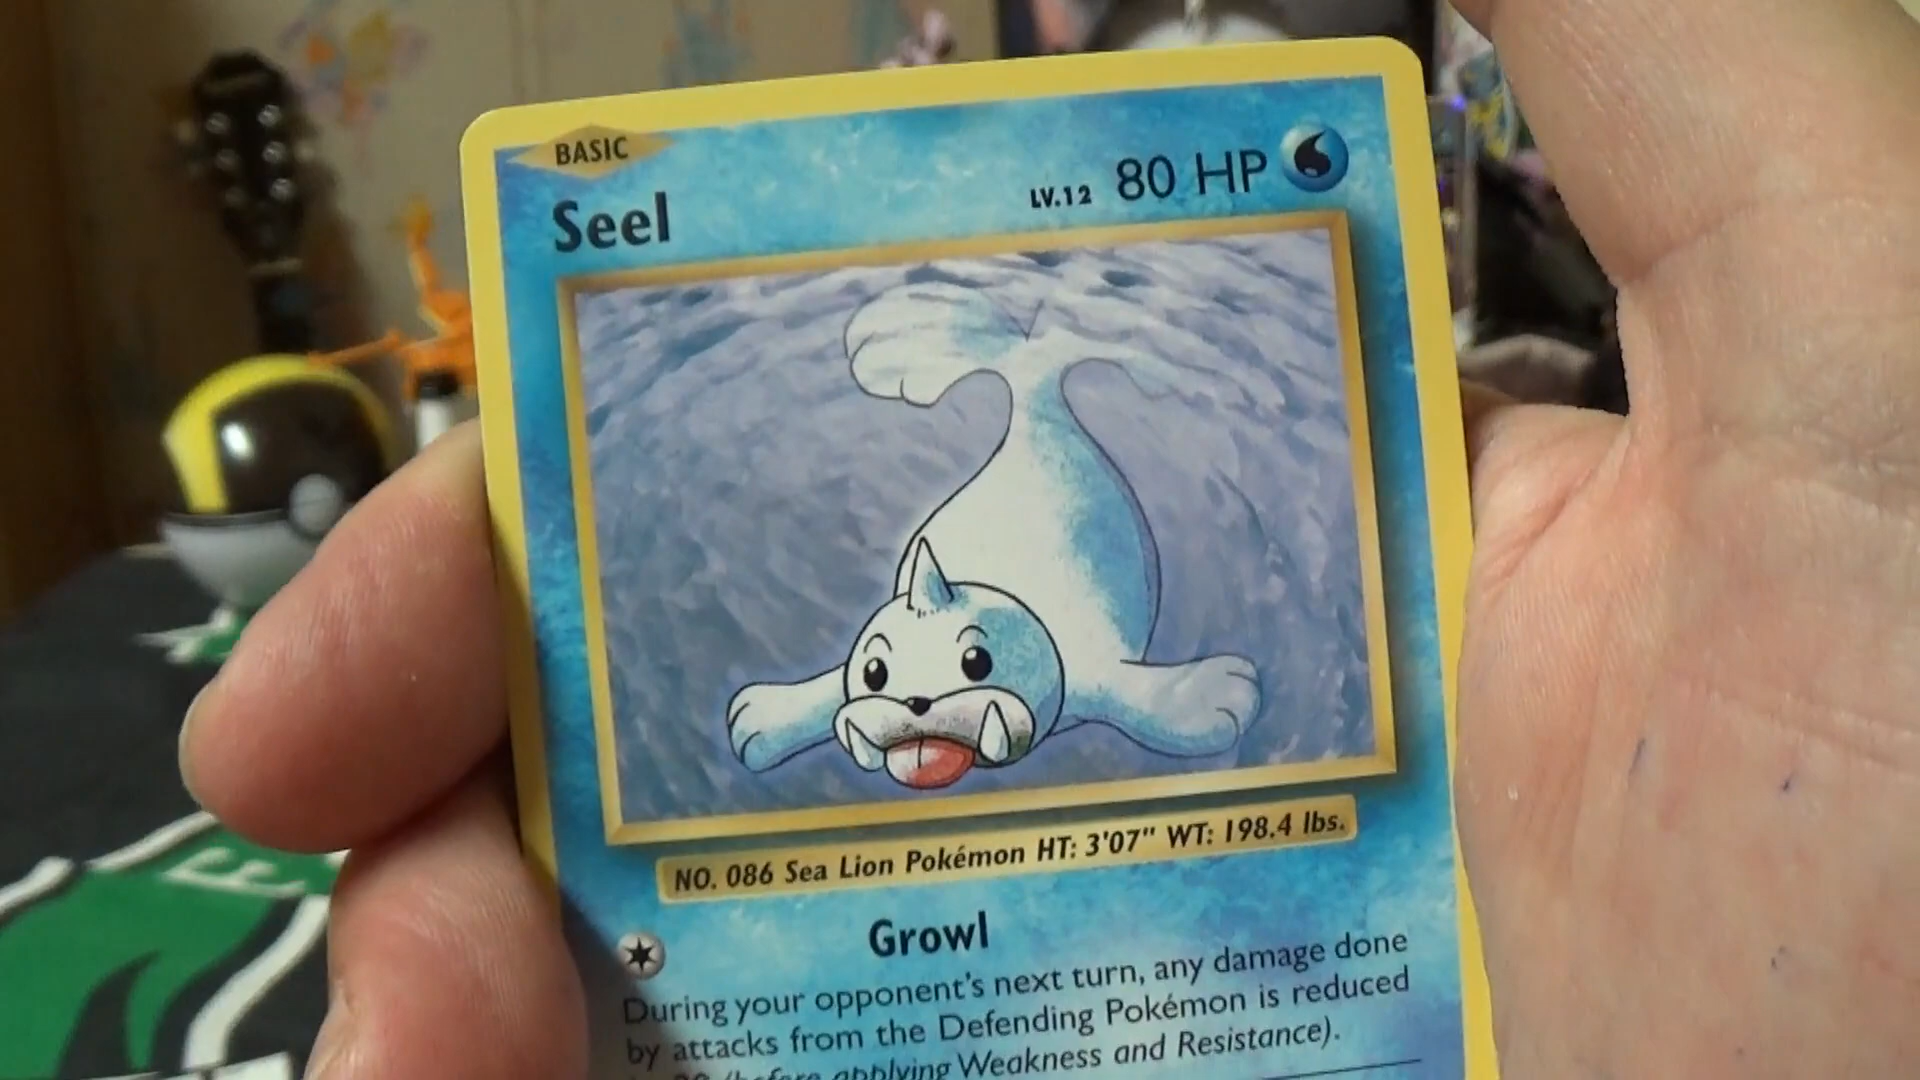 BASIC
Seel
LV.12 80 HP
NO. 086 Sea Lion Pokémon HT: 3'07" WT: 198.4 lbs.
Growl
During your opponent's next turn, any damage done
by attacks from the Defending Pokémon is reduced
(before applying Weakness and Resistance).